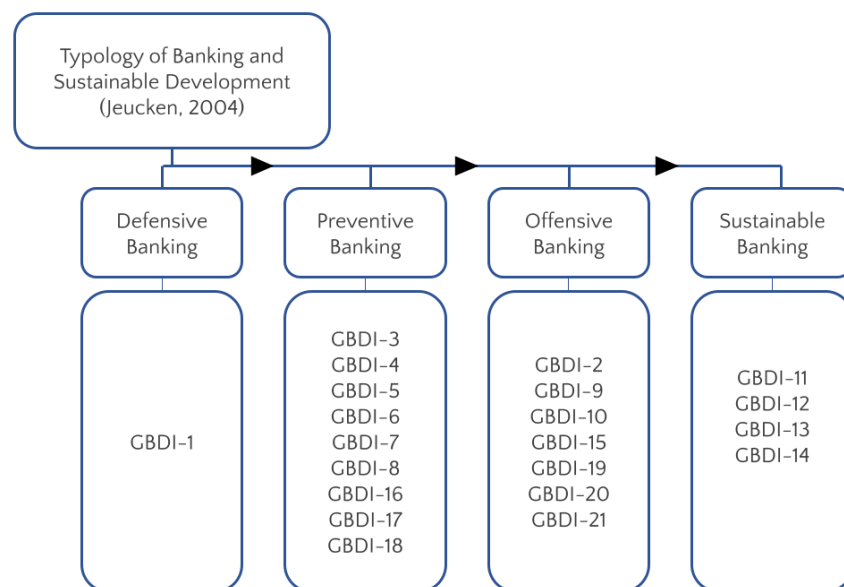 Typology of Banking and
Sustainable Development
(Jeucken, 2004)
Defensive
Banking
Preventive
Banking
Offensive
Banking
Sustainable
Banking
GBDI-1
GBDI-3
GBDI-4
GBDI-5
GBDI-6
GBDI-7
GBDI-8
GBDI-16
GBDI-17
GBDI-18
GBDI-2
GBDI-9
GBDI-10
GBDI-15
GBDI-19
GBDI-20
GBDI-21
GBDI-11
GBDI-12
GBDI-13
GBDI-14